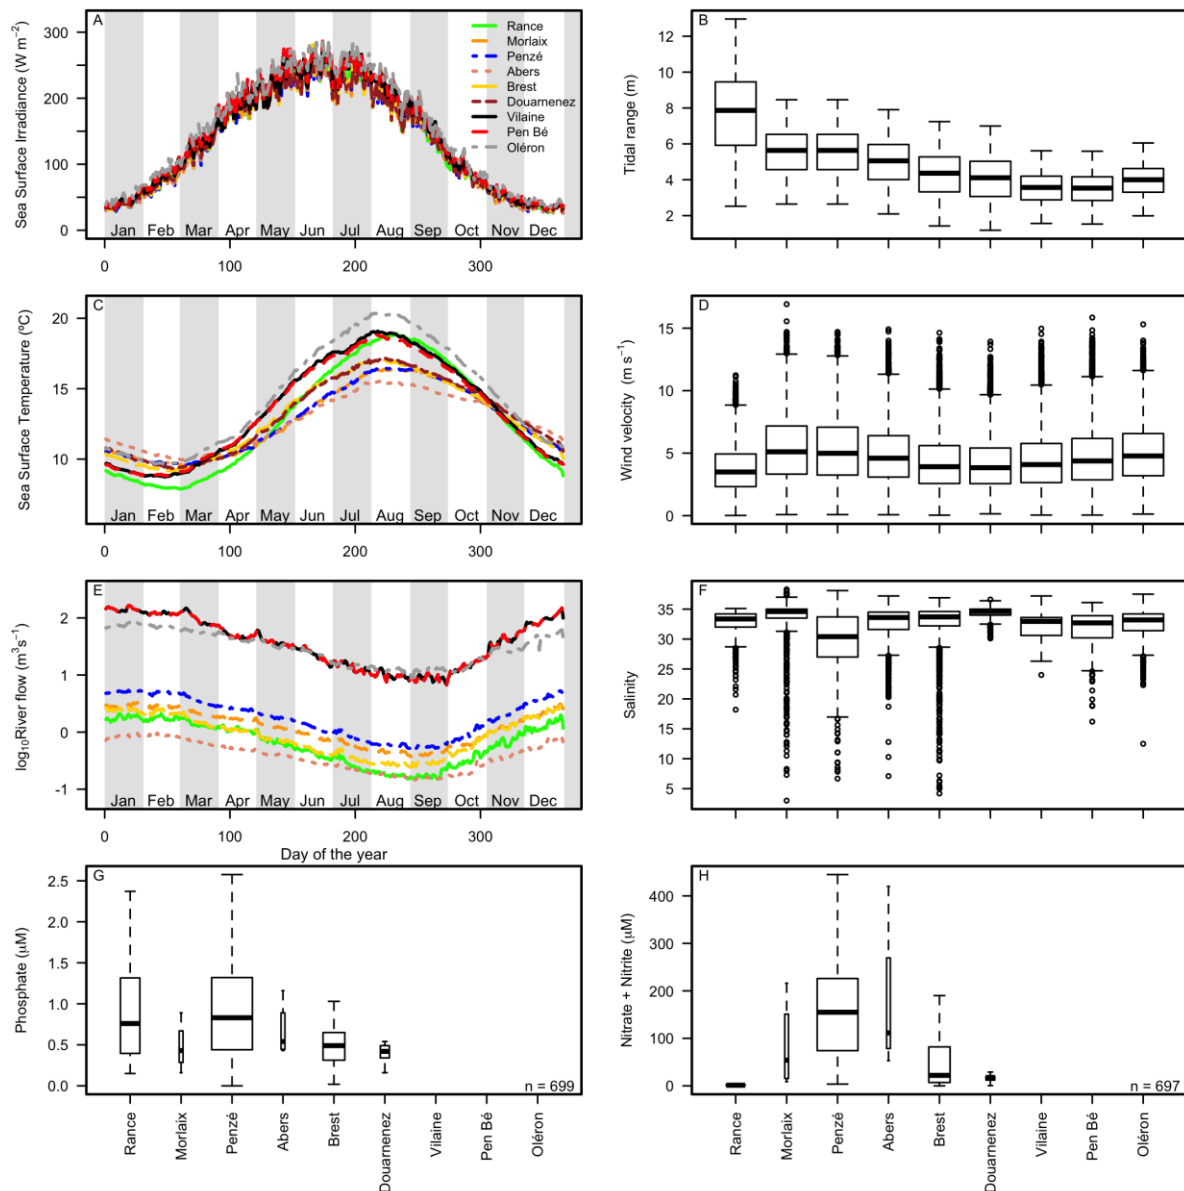 A
Sea Surface Irradiance (W m−2)
300
200
100
0
Rance
Morlaix
Penzé
Abers
Brest
Douarnenez
Vilaine
Pen Bé
Oléron
Jan Feb Mar Apr May Jun Jul Aug Sep Oct Nov Dec
0 100 200 300
B
Tidal range (m)
12
10
8
6
4
2
C
Sea Surface Temperature (ºC)
20
15
10
Jan Feb Mar Apr May Jun Jul Aug Sep Oct Nov Dec
0 100 200 300
D
Wind velocity (m s−1)
15
10
5
0
E
log10River flow (m3s−1)
2
1
0
-1
Jan Feb Mar Apr May Jun Jul Aug Sep Oct Nov Dec
0 100 200 300
Day of the year
F
Salinity
35
30
25
20
15
10
5
G
Phosphate (μM)
2.5
2.0
1.5
1.0
0.5
0.0
n = 699
Rance
Morlaix
Penzé
Abers
Brest
Douarnenez
Vilaine
Pen Bé
Oléron
H
Nitrate + Nitrite (μM)
400
300
200
100
0
n = 697
Rance
Morlaix
Penzé
Abers
Brest
Douarnenez
Vilaine
Pen Bé
Oléron